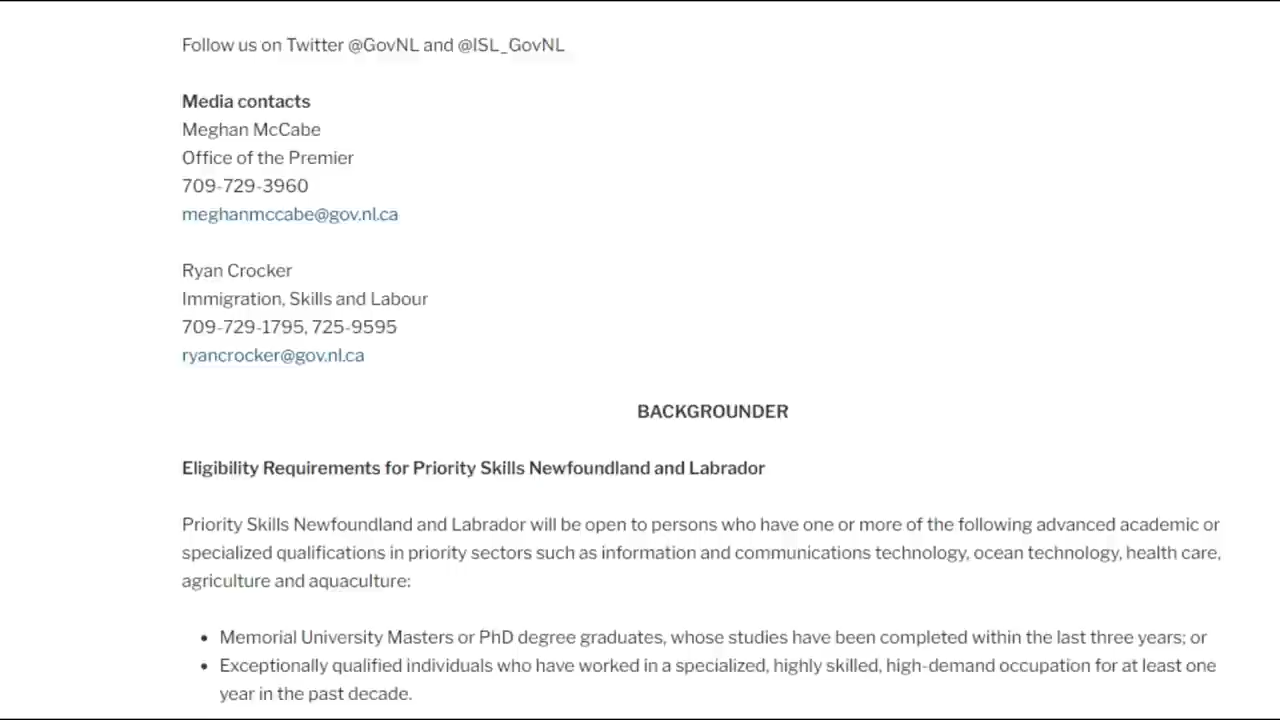 Follow us on Twitter @GovNL and @ISL_GovNL
Media contacts
Meghan McCabe
Office of the Premier
709-729-3960
meghanmccabe@gov.nl.ca
Ryan Crocker
Immigration, Skills and Labour
709-729-1795, 725-9595
ryancrocker@gov.nl.ca
BACKGROUNDER
Eligibility Requirements for Priority Skills Newfoundland and Labrador
Priority Skills Newfoundland and Labrador will be open to persons who have one or more of the following advanced academic or
specialized qualifications in priority sectors such as information and communications technology, ocean technology, health care,
agriculture and aquaculture:
• Memorial University Masters or PhD degree graduates, whose studies have been completed within the last three years; or
• Exceptionally qualified individuals who have worked in a specialized, highly skilled, high-demand occupation for at least one
year in the past decade.